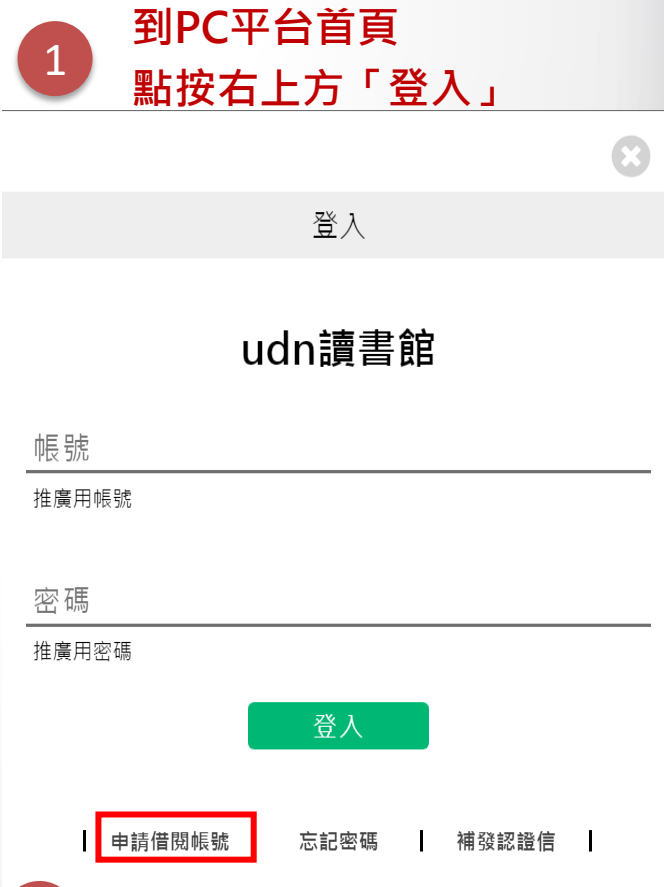 1
到PC平台首頁
點按右上方「登入」
登入
udn讀書館
帳號
推廣用帳號
密碼
推廣用密碼
登入
申請借閱帳號 忘記密碼 補發認證信